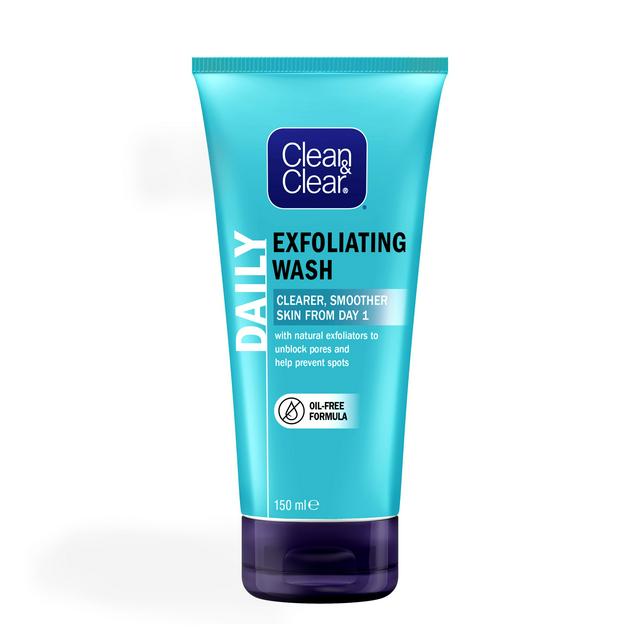 Clean
&
Clear®
DAILY
EXFOLIATING
WASH
CLEARER, SMOOTHER
SKIN FROM DAY 1
with natural exfoliators to
unblock pores and
help prevent spots
OIL-FREE
FORMULA
150 ml ℮